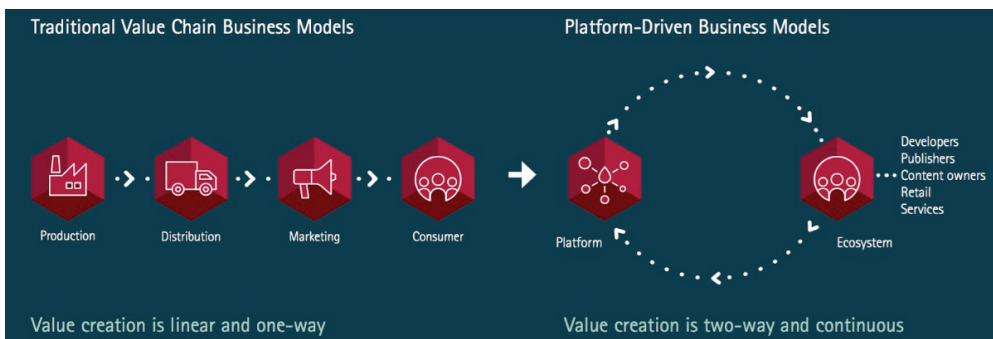 Traditional Value Chain Business Models
Production
Distribution
Marketing
Consumer
Value creation is linear and one-way
Platform-Driven Business Models
Platform
Ecosystem
Developers
Publishers
Content owners
Retail
Services
Value creation is two-way and continuous